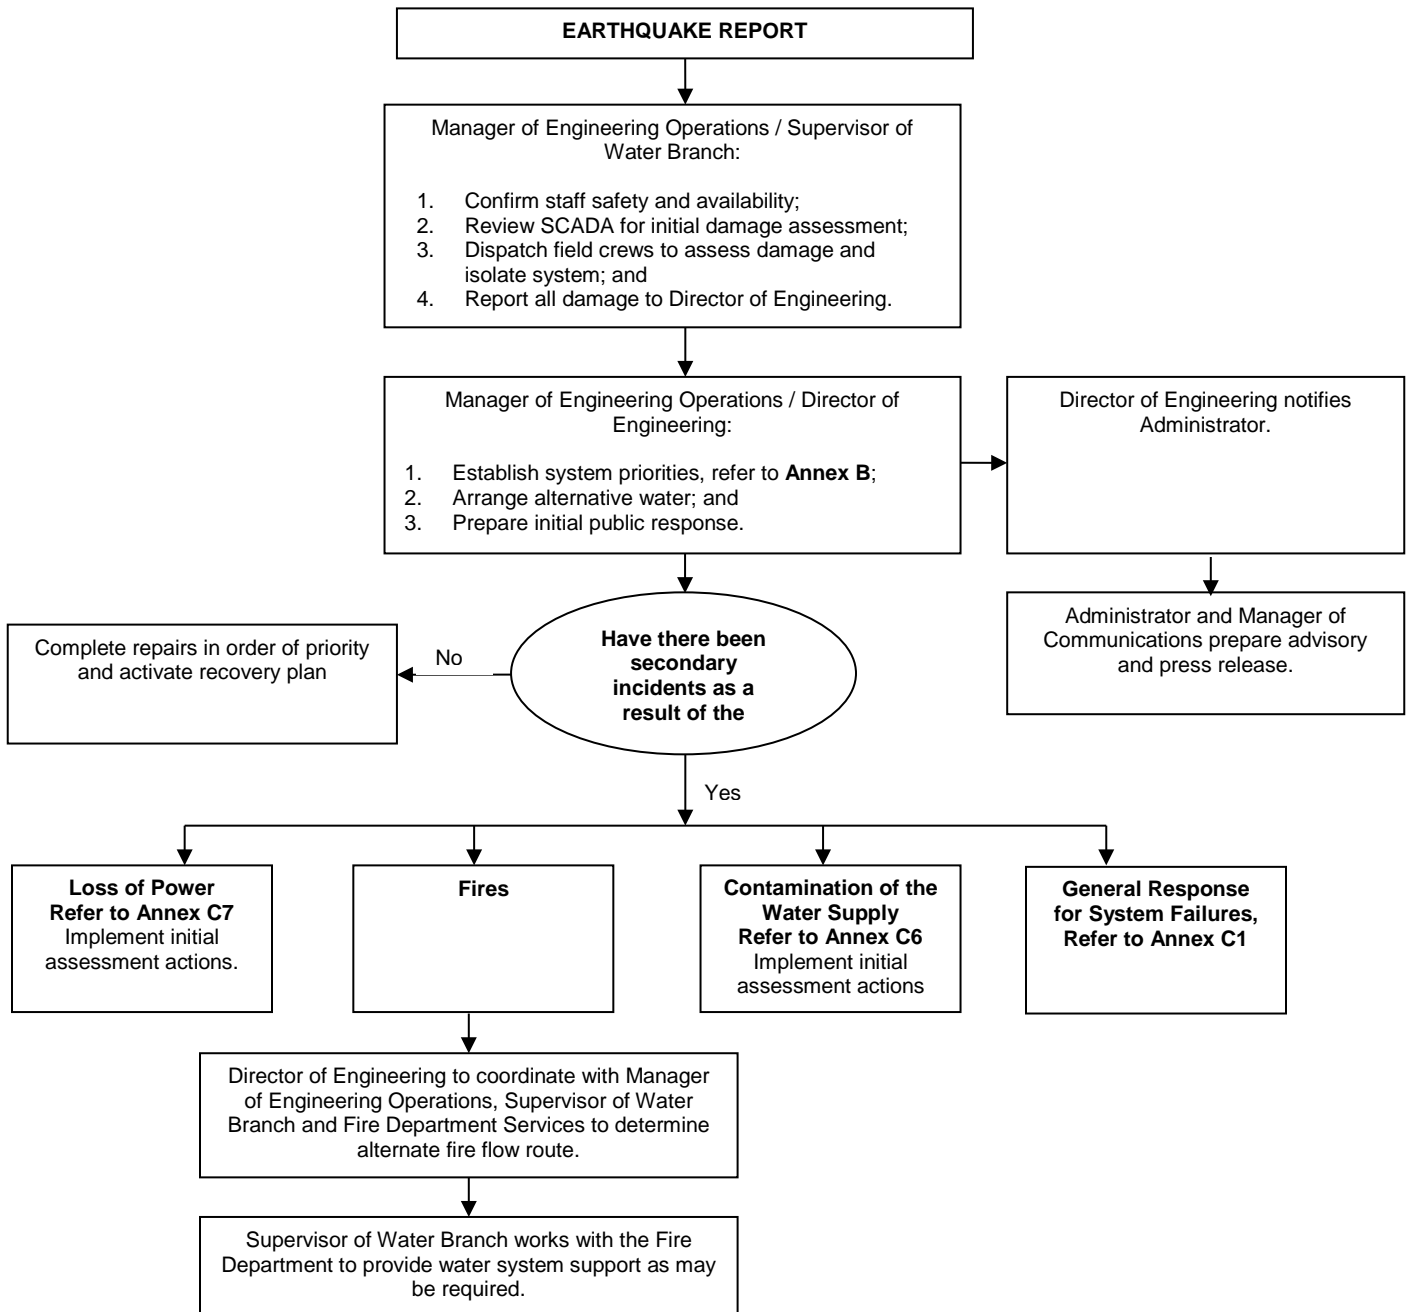 EARTHQUAKE REPORT
Manager of Engineering Operations / Supervisor of
Water Branch:
1. Confirm staff safety and availability;
2. Review SCADA for initial damage assessment;
3. Dispatch field crews to assess damage and
isolate system; and
4. Report all damage to Director of Engineering.
Manager of Engineering Operations / Director of
Engineering:
1. Establish system priorities, refer to Annex B;
2. Arrange alternative water; and
3. Prepare initial public response.
Director of Engineering notifies
Administrator.
Administrator and Manager of
Communications prepare advisory
and press release.
Have there been
secondary
incidents as a
result of the
No
Complete repairs in order of priority
and activate recovery plan
Yes
Loss of Power
Refer to Annex C7
Implement initial
assessment actions.
Fires
Contamination of the
Water Supply
Refer to Annex C6
Implement initial
assessment actions
General Response
for System Failures,
Refer to Annex C1
Director of Engineering to coordinate with Manager
of Engineering Operations, Supervisor of Water
Branch and Fire Department Services to determine
alternate fire flow route.
Supervisor of Water Branch works with the Fire
Department to provide water system support as may
be required.